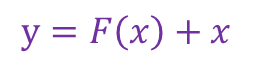 y = F(x) + x